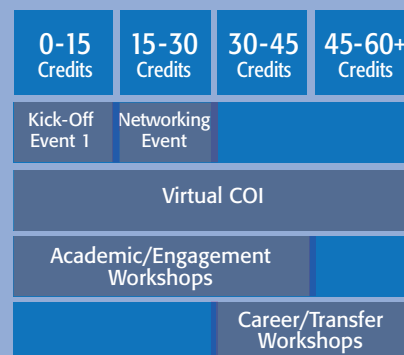 0-15 15-30 30-45 45-60+
Credits Credits Credits Credits
Kick-Off Networking
Event 1 Event
Virtual COI
Academic/Engagement
Workshops
Career/Transfer
Workshops